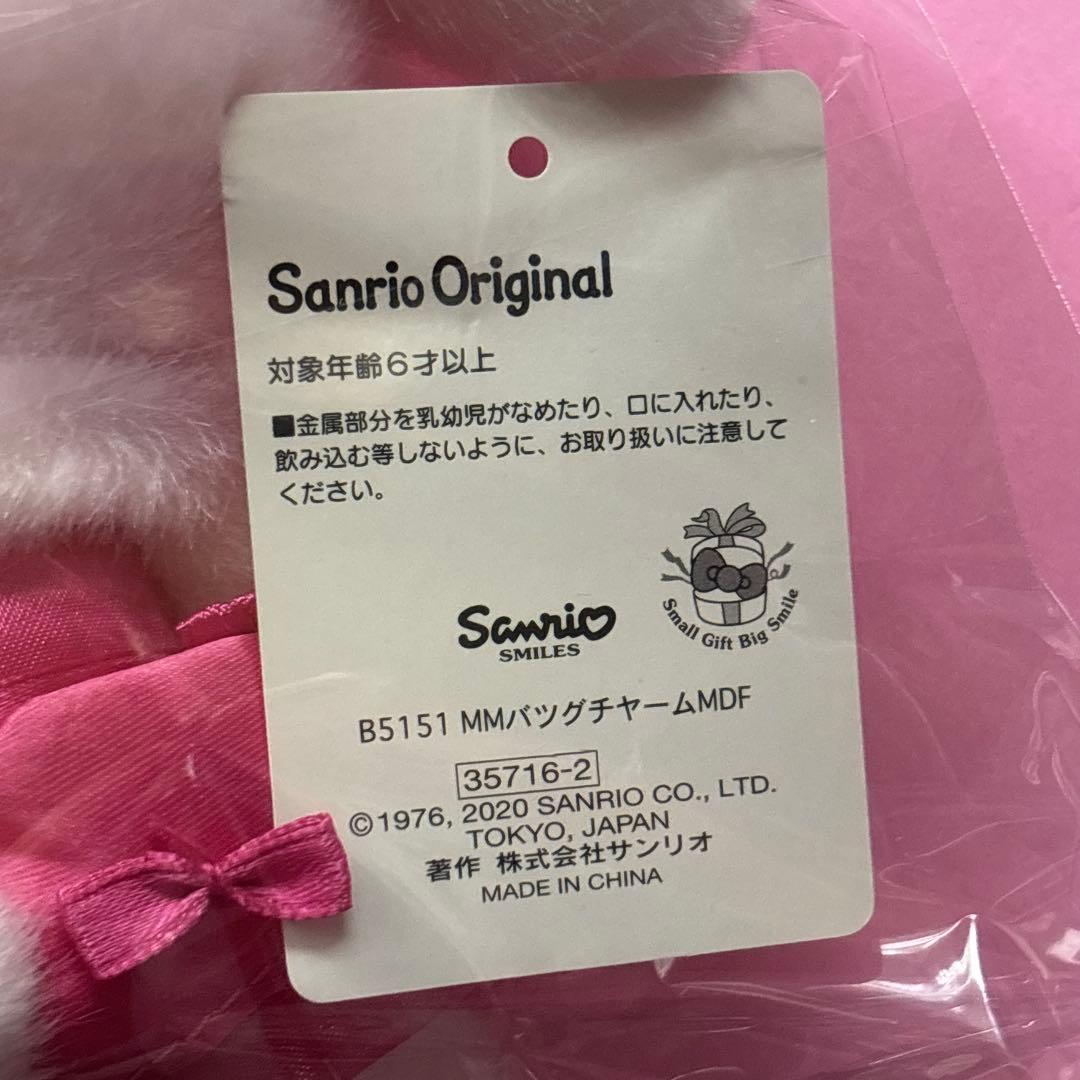 Sanrio Original
対象年齢6才以上
■金属部分を乳幼児がなめたり、口に入れたり、
飲み込む等しないように、お取り扱いに注意して
ください。
Small Gift Big Smile
Sanrio
SMILES
B5151 MMバツグチヤームMDF
35716-2
©1976, 2020 SANRIO CO., LTD.
TOKYO, JAPAN
著作 株式会社サンリオ
MADE IN CHINA